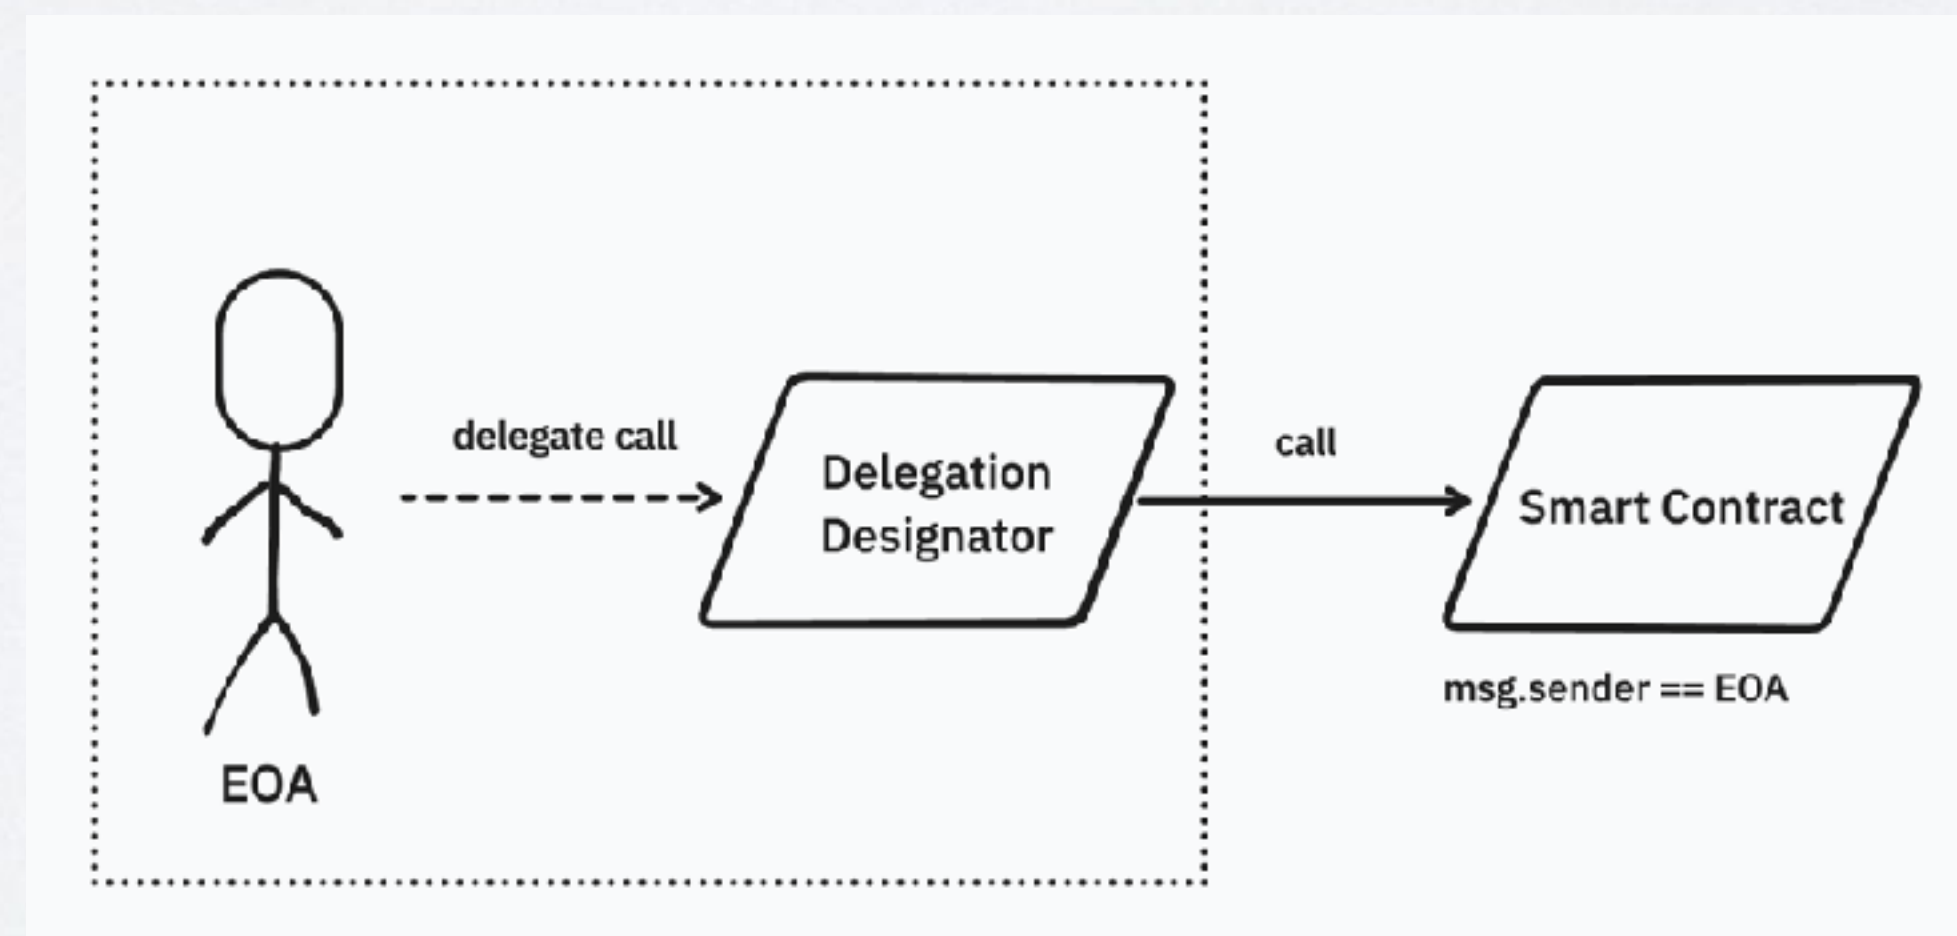 delegate call
Delegation
Designator
call
Smart Contract
msg.sender == EOA
EOA